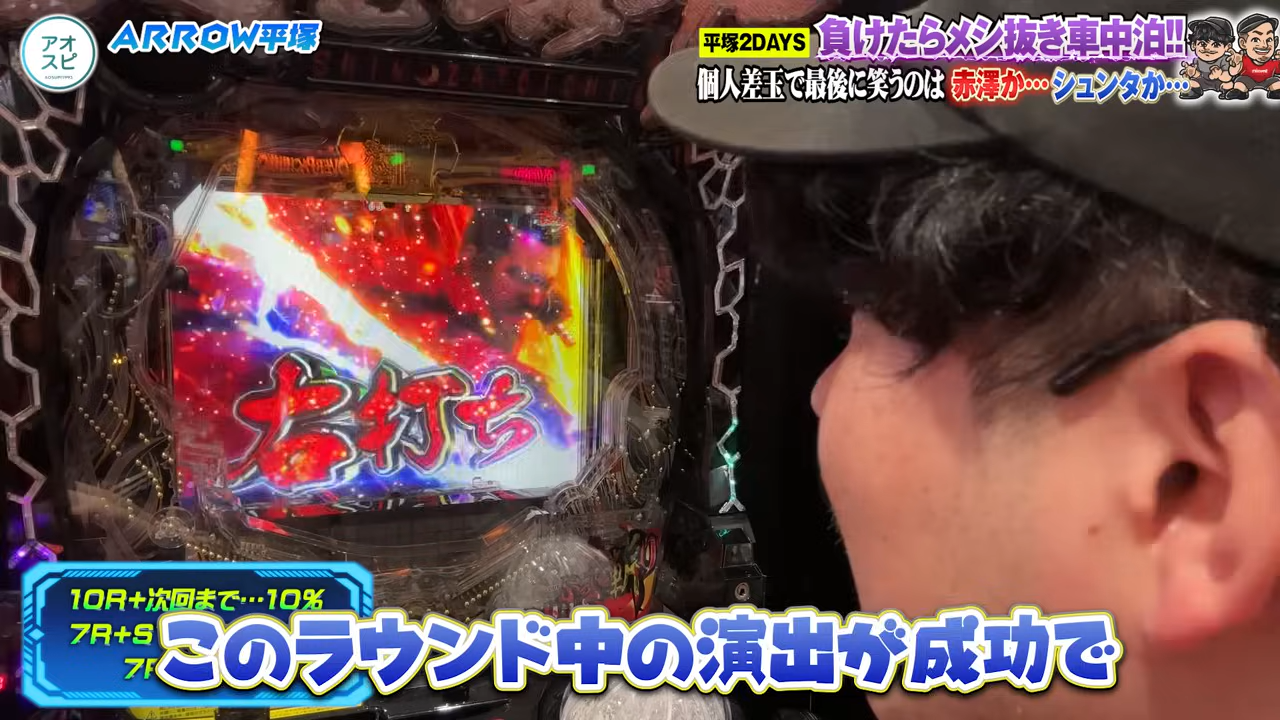 アオ
スピ
AOSUPITIMES
ARROW平塚
平塚2DAYS
負けたらメシ抜き車中泊!!
個人差玉で最後に笑うのは 赤澤か… シュンタか…
右打ち
10R+次回まで…10%
7R+S
7R
このラウンド中の演出が成功で